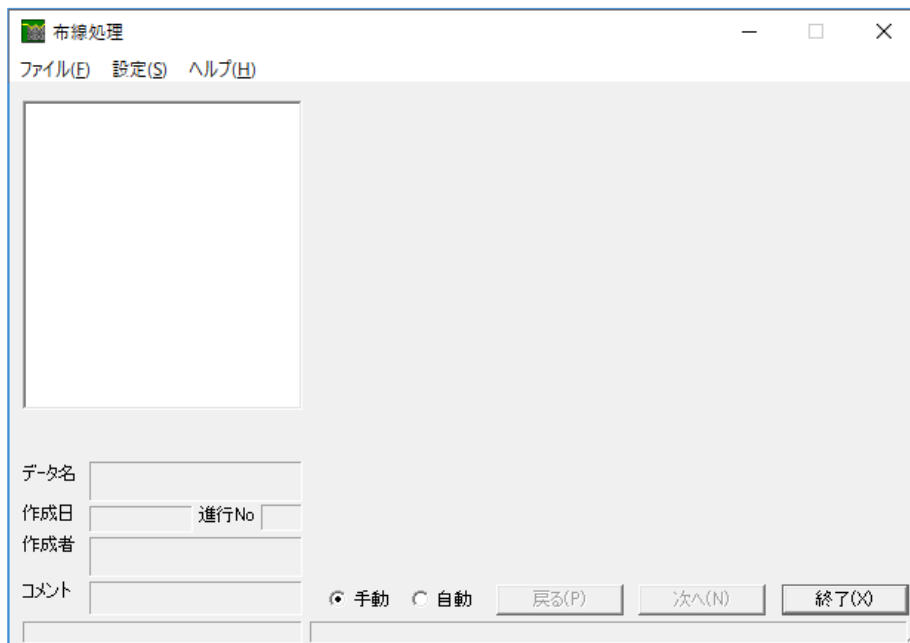 布線処理
ファイル(F) 設定(S) ヘルプ(H)
データ名
作成日 進行No
作成者
コメント
手動 自動 戻る(P) 次へ(N) 終了(X)